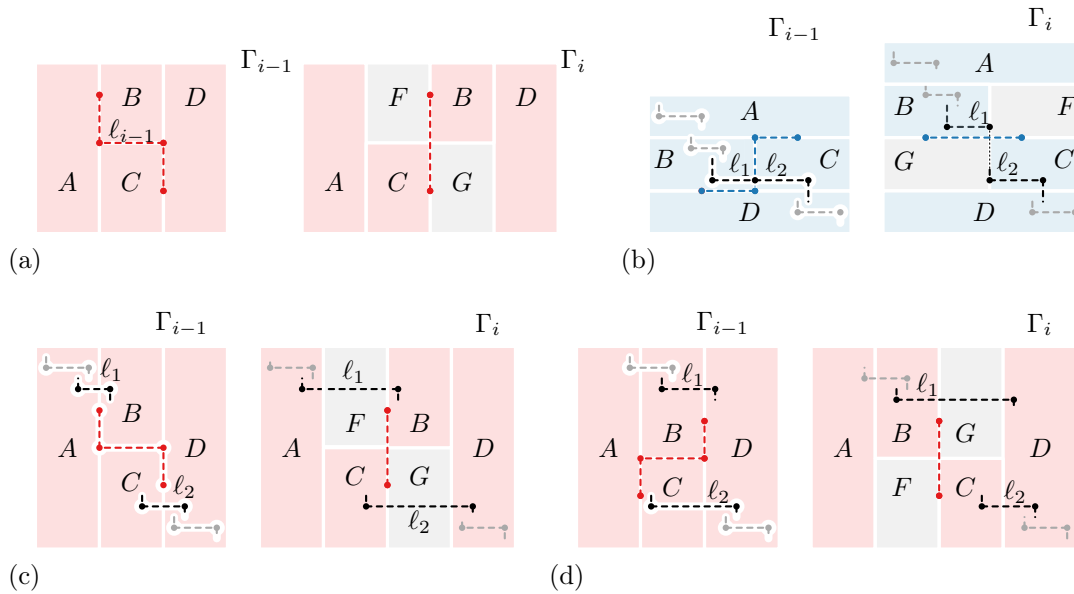 (a)
Γ_{i−1}
B
D
ℓ_{i−1}
A
C
Γ_i
F
B
D
A
C
G
(b)
Γ_{i−1}
A
B
ℓ_1
ℓ_2
C
D
Γ_i
A
B
ℓ_1
F
G
ℓ_2
C
D
(c)
Γ_{i−1}
ℓ_1
B
A
D
C
ℓ_2
Γ_i
ℓ_1
F
B
A
D
C
G
ℓ_2
(d)
Γ_{i−1}
ℓ_1
B
A
D
C
ℓ_2
Γ_i
ℓ_1
B
G
A
D
F
C
ℓ_2